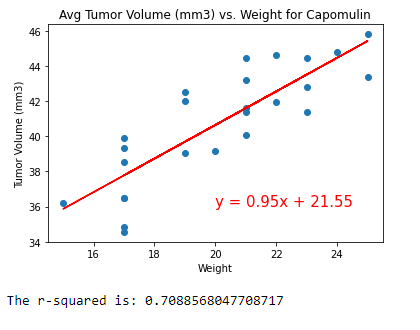 Avg Tumor Volume (mm3) vs. Weight for Capomulin
46
44
42
40
38
36
34
Tumor Volume (mm3)
y = 0.95x + 21.55
16 18 20 22 24
Weight
The r-squared is: 0.7088568047708717